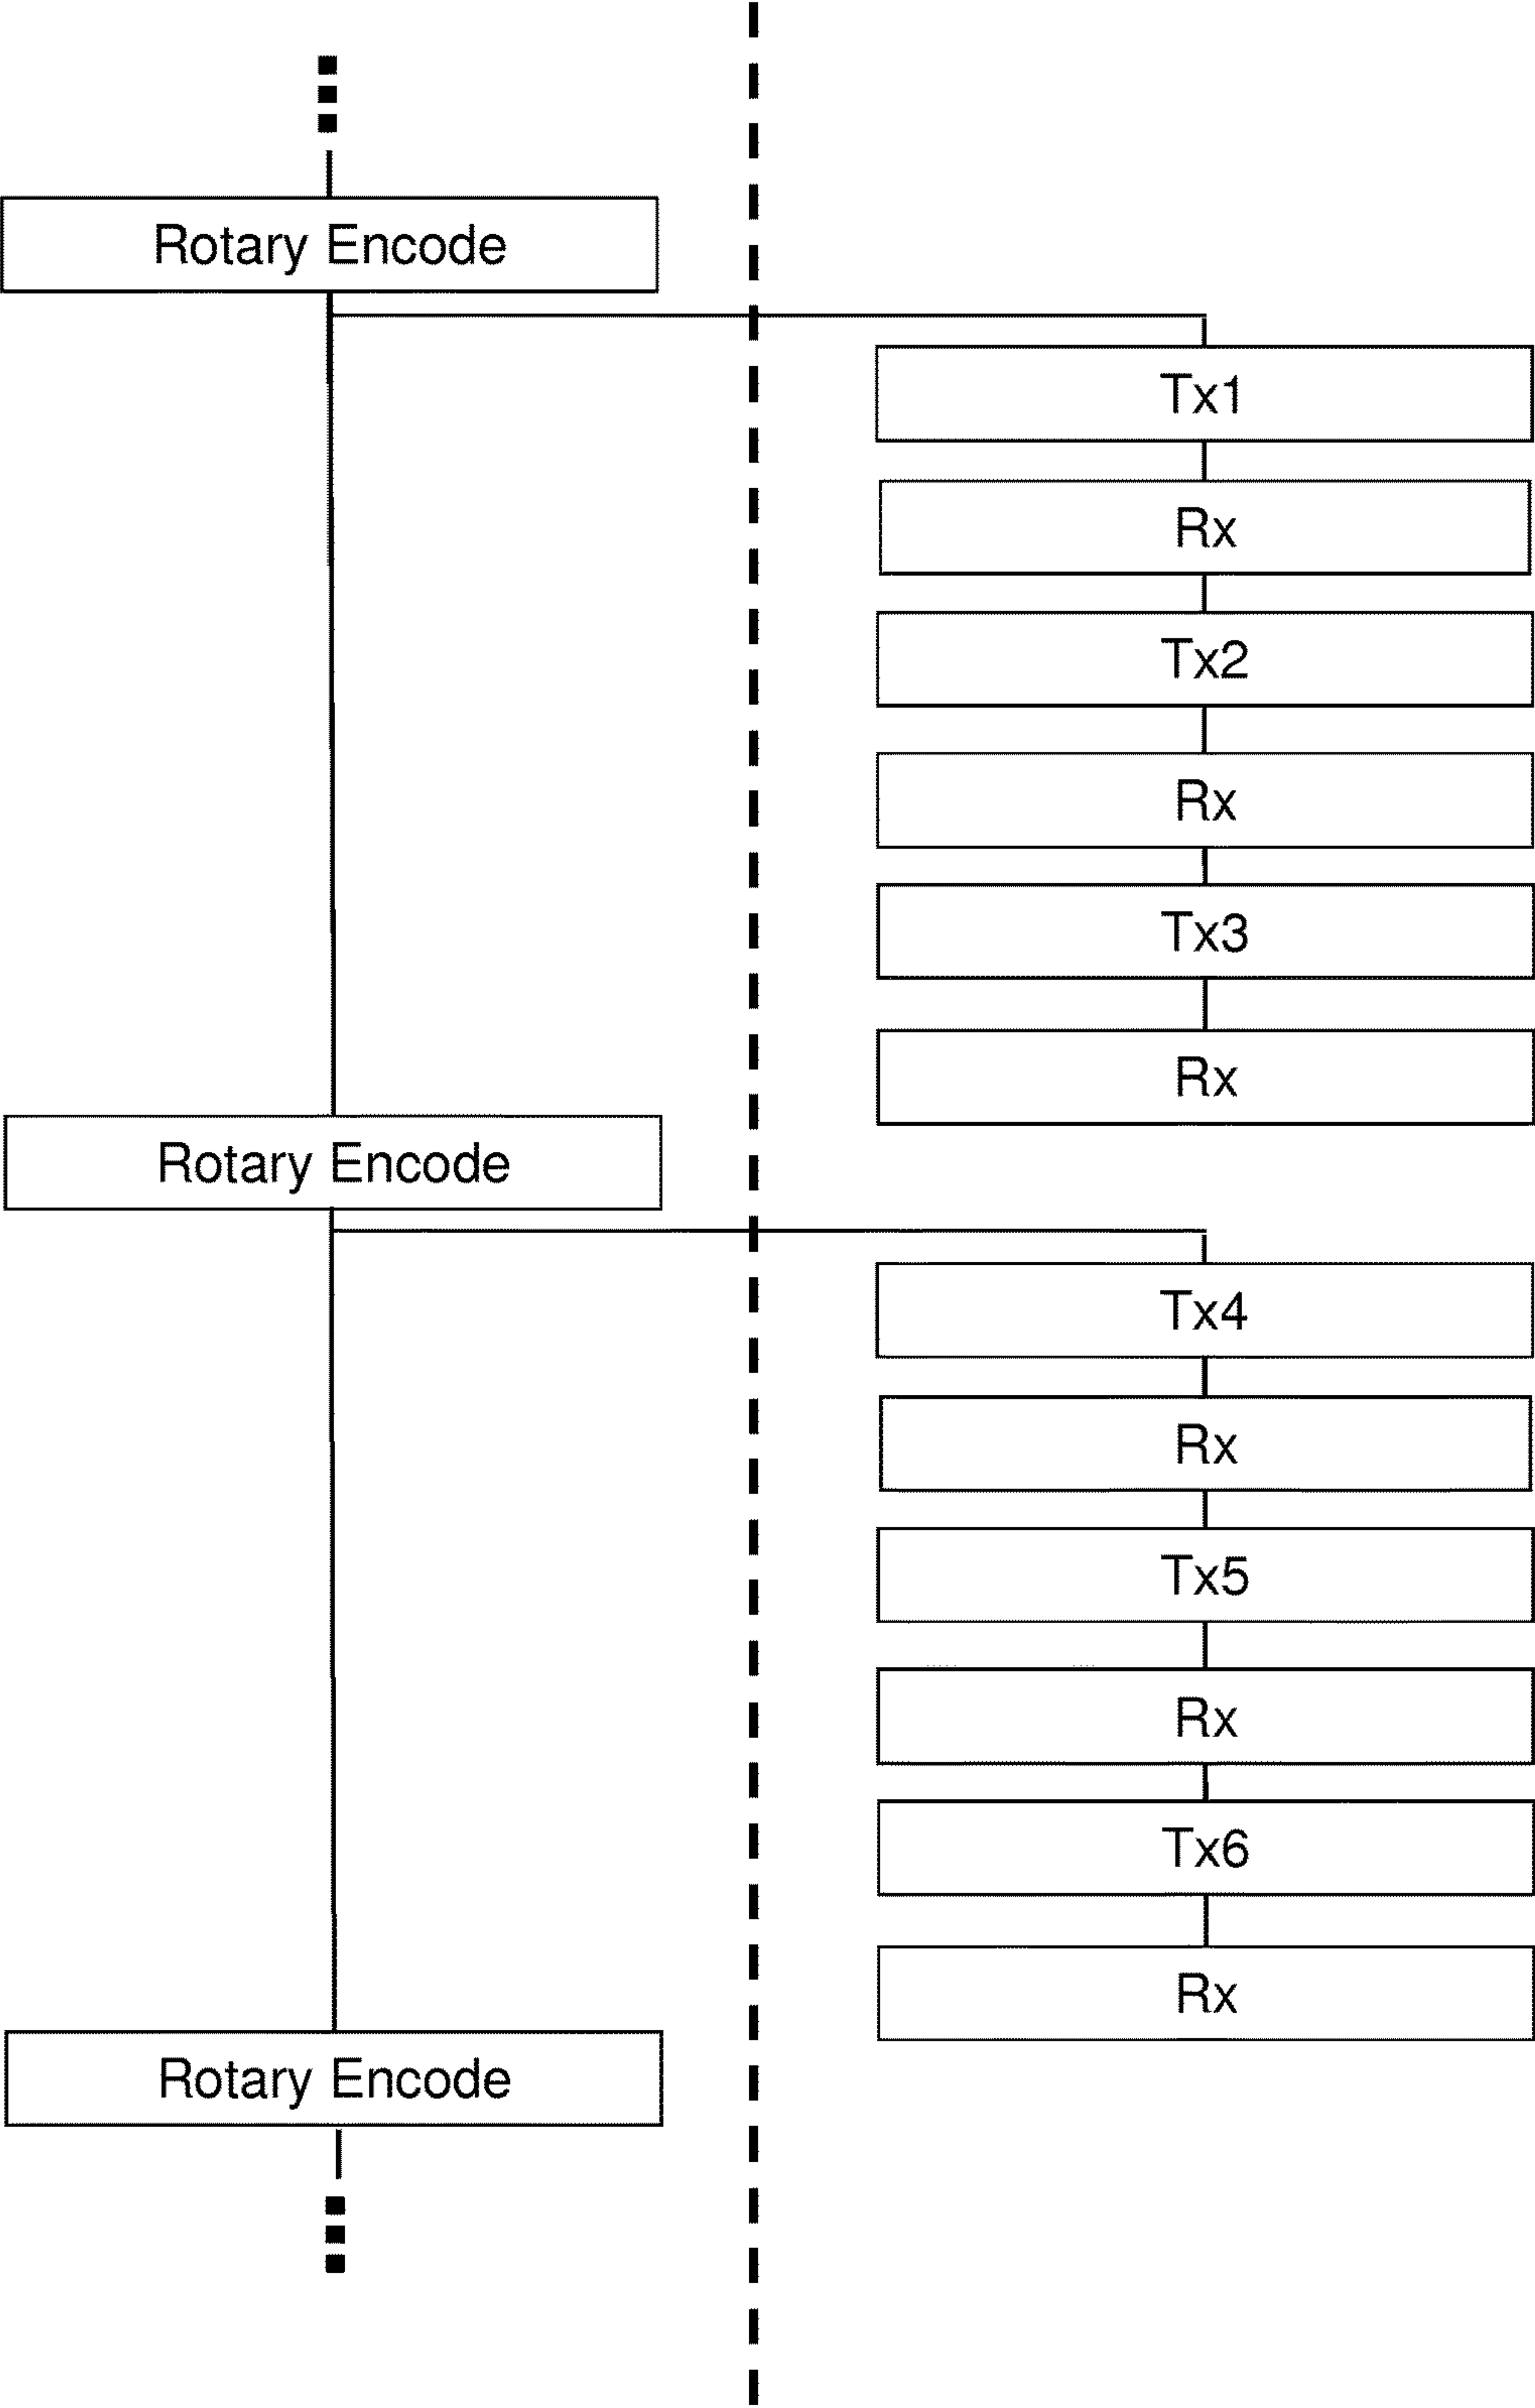 Rotary Encode
Tx1
Rx
Tx2
Rx
Tx3
Rx
Rotary Encode
Tx4
Rx
Tx5
Rx
Tx6
Rx
Rotary Encode